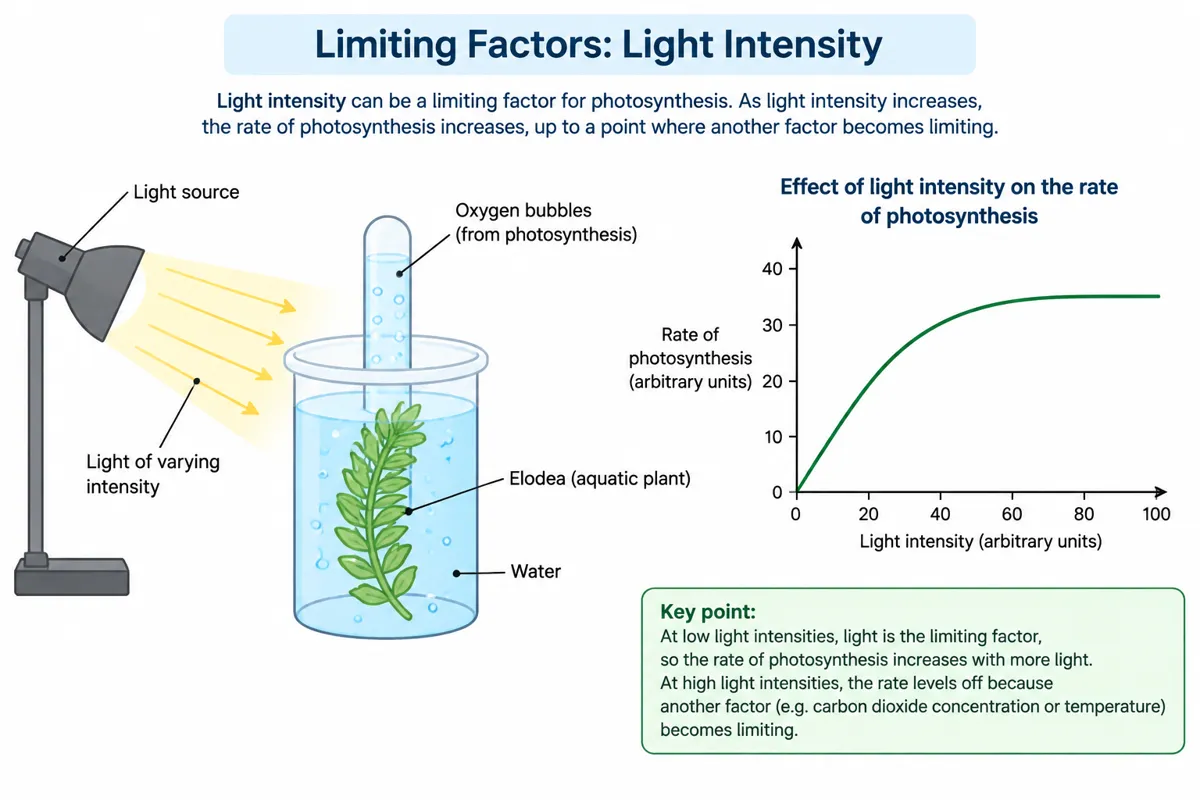 Limiting Factors: Light Intensity
Light intensity can be a limiting factor for photosynthesis. As light intensity increases,
the rate of photosynthesis increases, up to a point where another factor becomes limiting.
Light source
Oxygen bubbles
(from photosynthesis)
Light of varying
intensity
Elodea (aquatic plant)
Water
Effect of light intensity on the rate
of photosynthesis
Rate of
photosynthesis
(arbitrary units)
40
30
20
10
0
0 20 40 60 80 100
Light intensity (arbitrary units)
Key point:
At low light intensities, light is the limiting factor,
so the rate of photosynthesis increases with more light.
At high light intensities, the rate levels off because
another factor (e.g. carbon dioxide concentration or temperature)
becomes limiting.